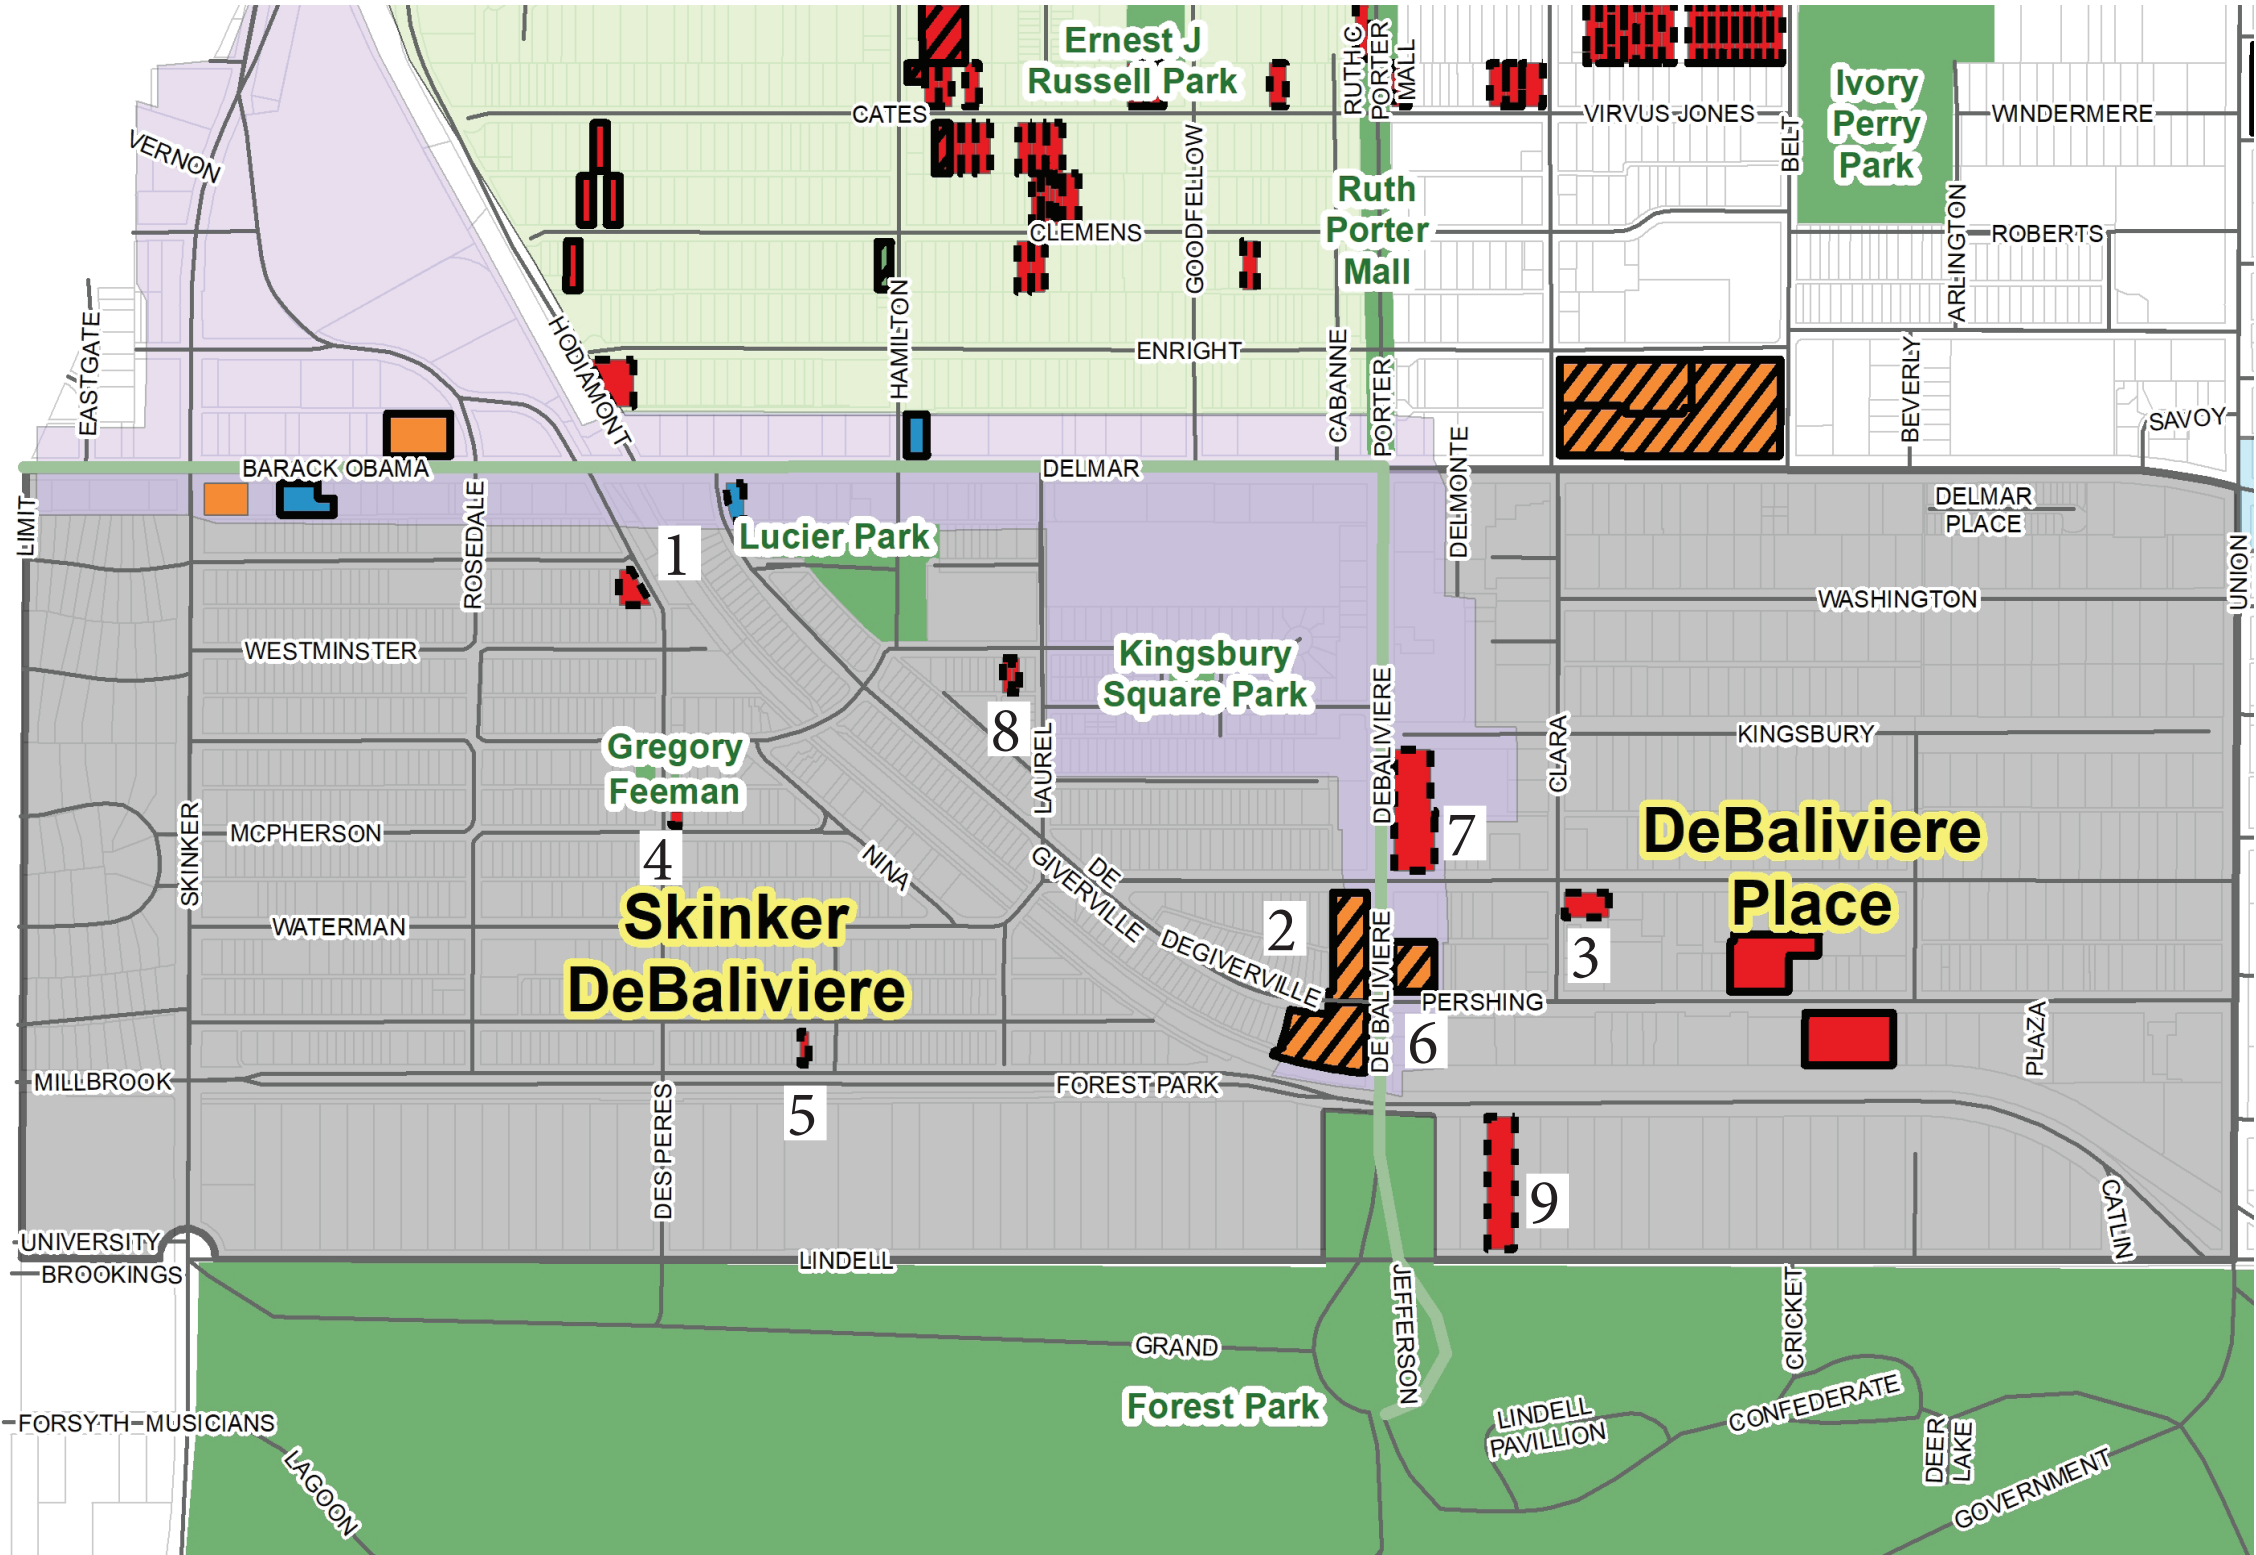 Ernest J
Russell Park
RUTH C
PORTER
MALL
Ivory
Perry
Park
CATES
VIRVUS JONES
WINDERMERE
VERNON
BELT
GOODFELLOW
Ruth
Porter
Mall
ARLINGTON
CLEMENS
ROBERTS
EASTGATE
HODIAMONT
HAMILTON
ENRIGHT
CABANNE
PORTER
BEVERLY
SAVOY
BARACK OBAMA
DELMAR
DELMONTE
LIMIT
ROSEDALE
1
Lucier Park
DELMAR
PLACE
UNION
WASHINGTON
WESTMINSTER
Kingsbury
Square Park
DEBALIVIERE
8
LAUREL
CLARA
KINGSBURY
Gregory
Feeman
SKINKER
MCPHERSON
4
NINA
DE
GIVERVILLE
7
DeBaliviere
Place
Skinker
DeBaliviere
WATERMAN
DEGIVERVILLE
2
DEBALIVIERE
3
PERSHING
DE BALIVIERE
6
PLAZA
MILLBROOK
FOREST PARK
5
DES PERES
9
CATLIN
UNIVERSITY
BROOKINGS
LINDELL
JEFFERSON
CRICKET
GRAND
Forest Park
LINDELL
PAVILLION
CONFEDERATE
DEER
LAKE
FORSYTH
MUSICIANS
LAGOON
GOVERNMENT